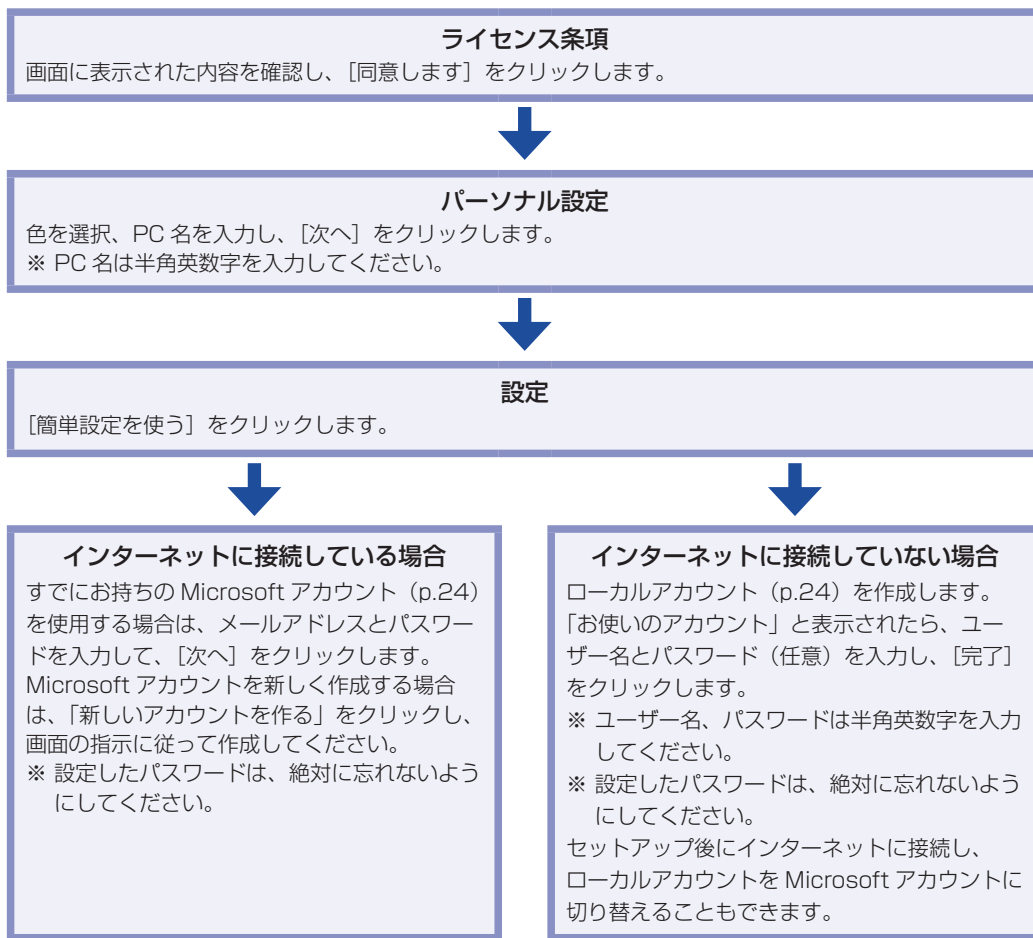 ライセンス条項
画面に表示された内容を確認し、[同意します］をクリックします。
パーソナル設定
色を選択、PC 名を入力し、[次へ］をクリックします。
※ PC 名は半角英数字を入力してください。
設定
[簡単設定を使う］をクリックします。
インターネットに接続している場合
すでにお持ちの Microsoft アカウント（p.24）
を使用する場合は、メールアドレスとパスワー
ドを入力して、[次へ］をクリックします。
Microsoft アカウントを新しく作成する場合
は、「新しいアカウントを作る」をクリックし、
画面の指示に従って作成してください。
※ 設定したパスワードは、絶対に忘れないよう
にしてください。
インターネットに接続していない場合
ローカルアカウント（p.24）を作成します。
「お使いのアカウント」と表示されたら、ユー
ザー名とパスワード（任意）を入力し、[完了］
をクリックします。
※ ユーザー名、パスワードは半角英数字を入力
してください。
※ 設定したパスワードは、絶対に忘れないよう
にしてください。
セットアップ後にインターネットに接続し、
ローカルアカウントを Microsoft アカウントに
切り替えることもできます。